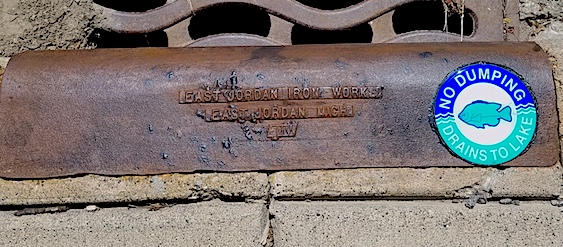 EAST JORDAN IRON WORKS
EAST JORDAN MICH
NO DUMPING
DRAINS TO LAKE